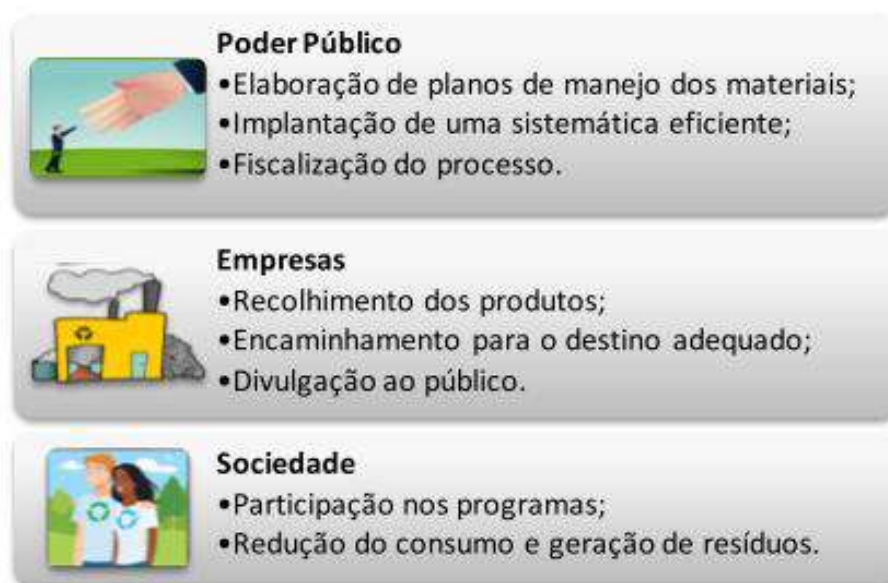 Poder Público
•Elaboração de planos de manejo dos materiais;
•Implantação de uma sistemática eficiente;
•Fiscalização do processo.
Empresas
•Recolhimento dos produtos;
•Encaminhamento para o destino adequado;
•Divulgação ao público.
Sociedade
•Participação nos programas;
•Redução do consumo e geração de resíduos.